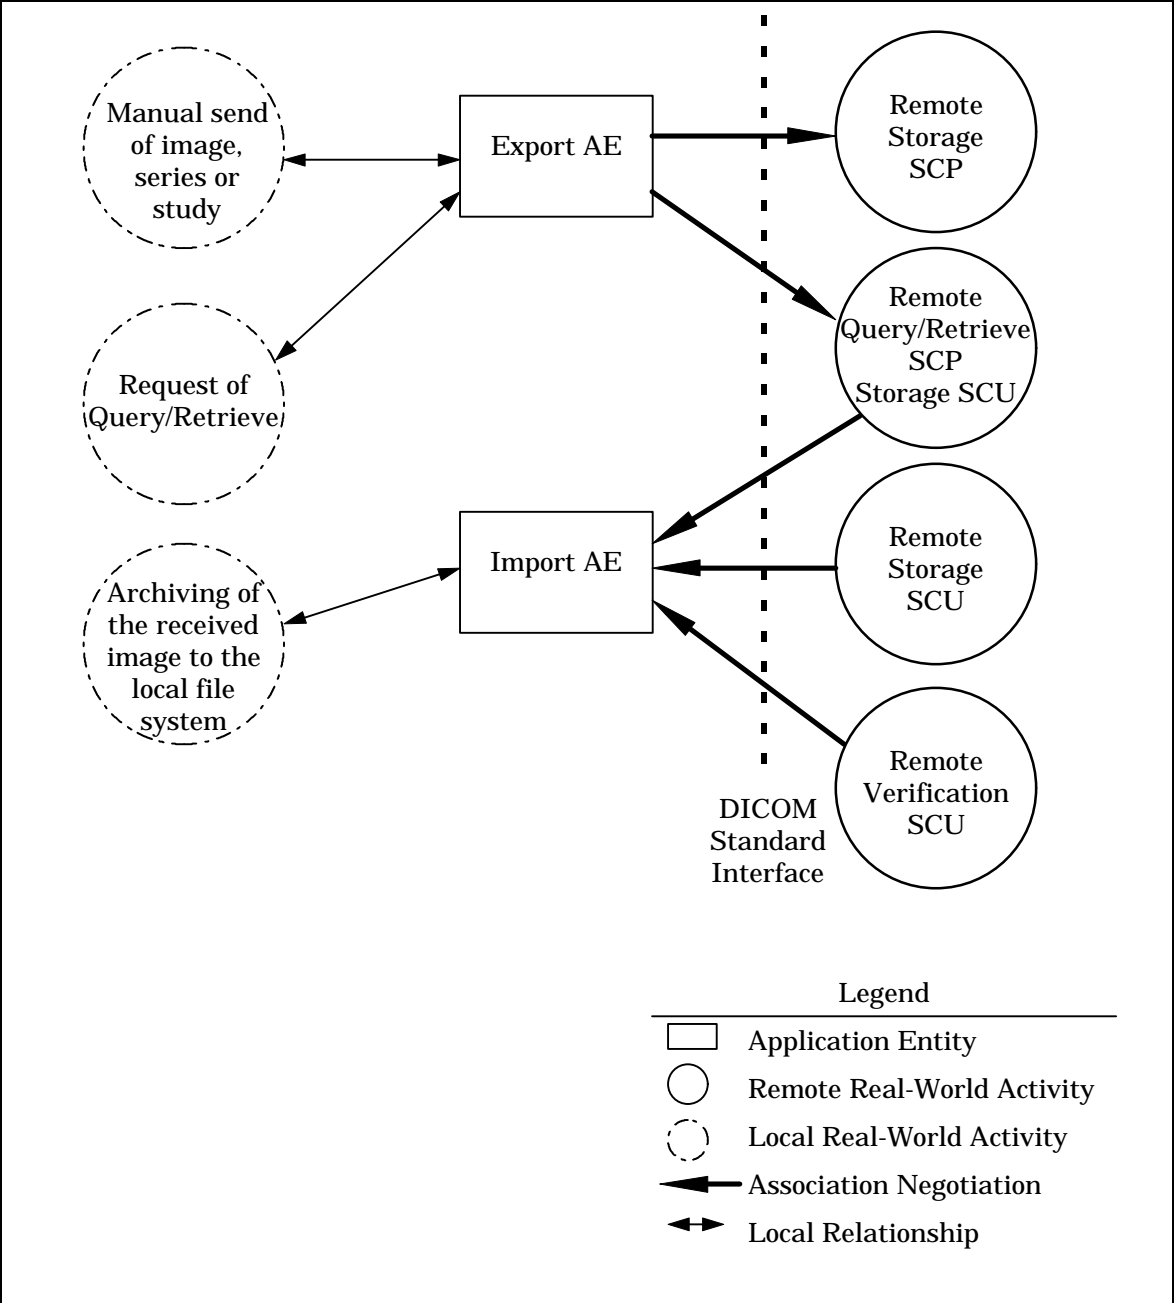 Manual send
of image,
series or
study
Export AE
Remote
Storage
SCP
Remote
Query/Retrieve
SCP
Storage SCU
Request of
Query/Retrieve
Import AE
Remote
Storage
SCU
Archiving of
the received
image to the
local file
system
Remote
Verification
SCU
DICOM
Standard
Interface
Legend
Application Entity
Remote Real-World Activity
Local Real-World Activity
Association Negotiation
Local Relationship